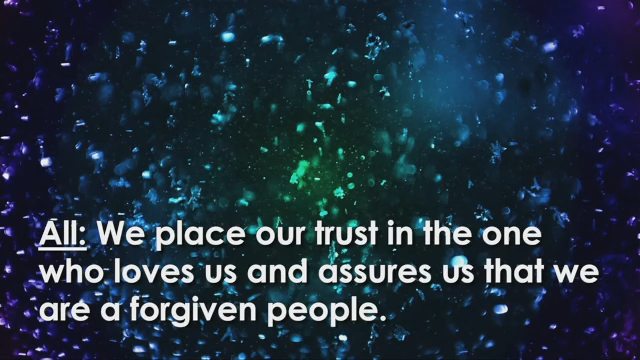 All: We place our trust in the one
who loves us and assures us that we
are a forgiven people.